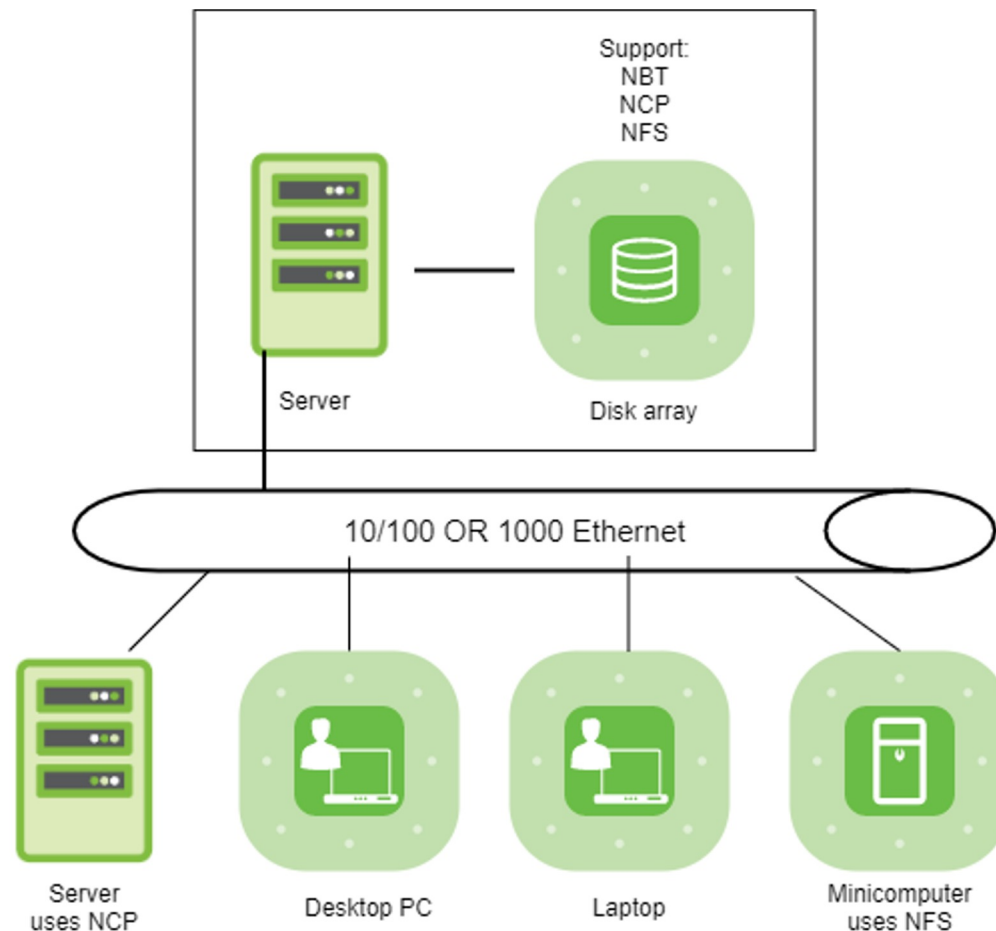 Support:
NBT
NCP
NFS
Server
Disk array
10/100 OR 1000 Ethernet
Server
uses NCP
Desktop PC
Laptop
Minicomputer
uses NFS